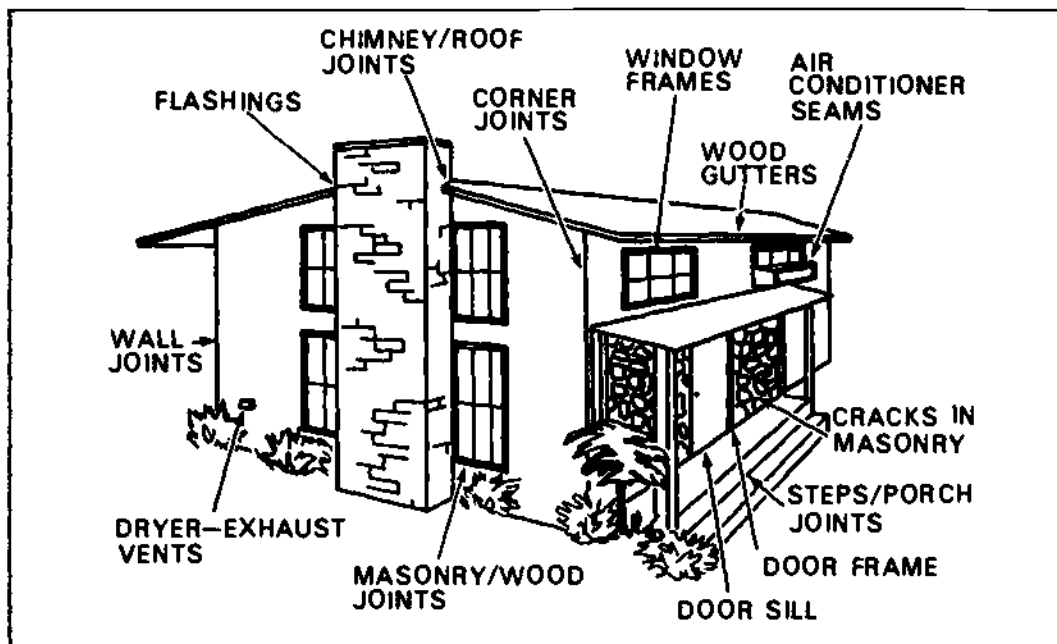 CHIMNEY/ROOF
JOINTS
WINDOW
FRAMES
AIR
CONDITIONER
SEAMS
FLASHINGS
CORNER
JOINTS
WOOD
GUTTERS
WALL
JOINTS
CRACKS IN
MASONRY
STEPS/PORCH
JOINTS
DRYER–EXHAUST
VENTS
MASONRY/WOOD
JOINTS
DOOR FRAME
DOOR SILL